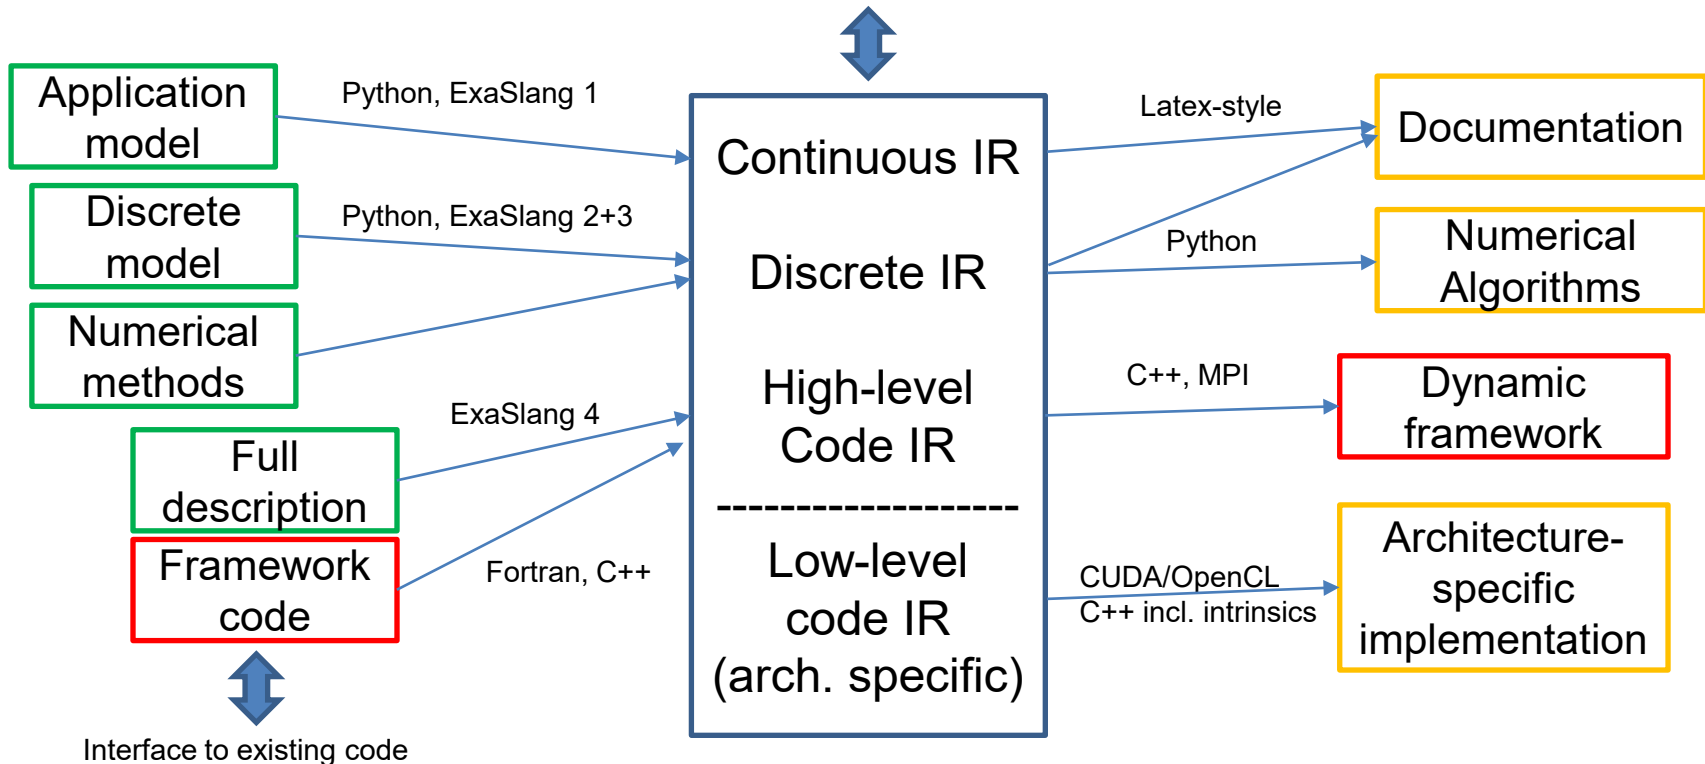 Application
model
Python, ExaSlang 1
Discrete
model
Python, ExaSlang 2+3
Numerical
methods
Full
description
ExaSlang 4
Framework
code
Fortran, C++
Interface to existing code
Continuous IR
Discrete IR
High-level
Code IR
-------------------
Low-level
code IR
(arch. specific)
Latex-style
Documentation
Python
Numerical
Algorithms
C++, MPI
Dynamic
framework
CUDA/OpenCL
C++ incl. intrinsics
Architecture-
specific
implementation